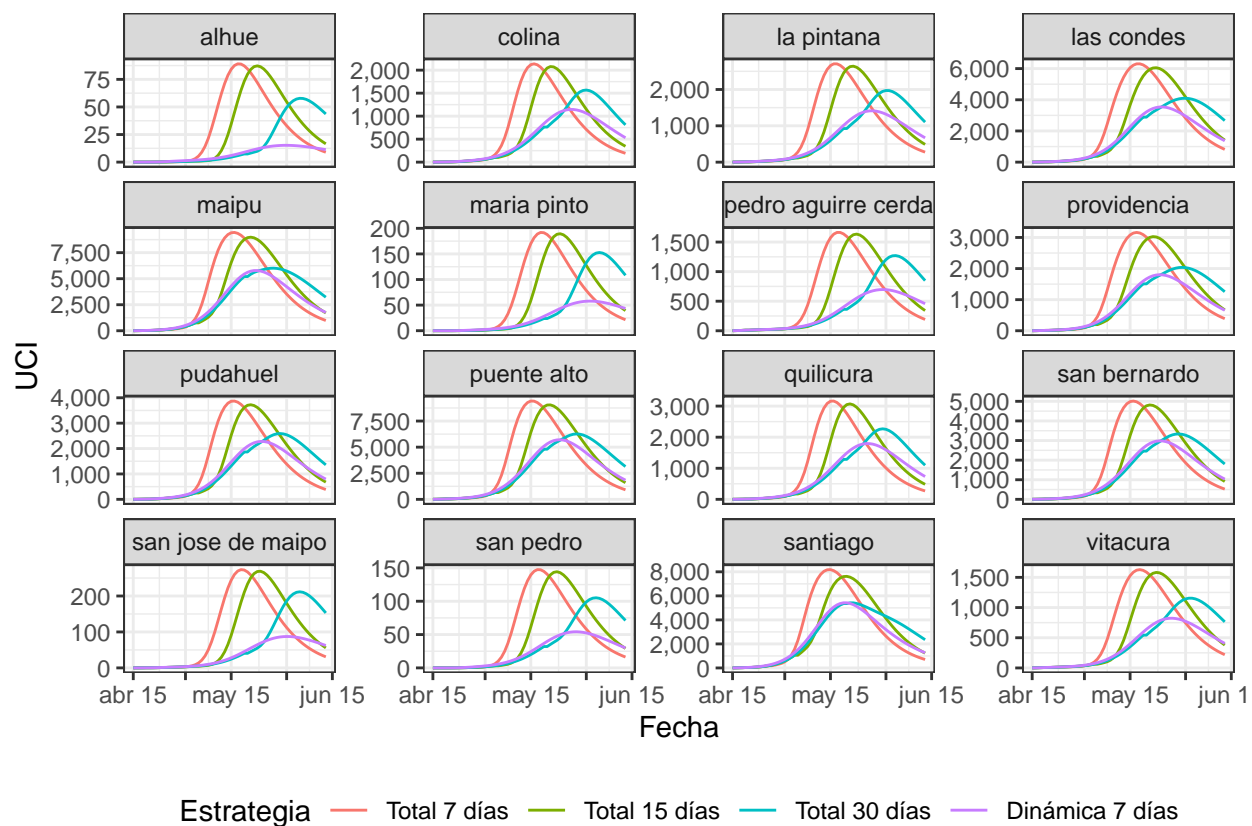 alhue
colina
la pintana
las condes
75
50
25
0
2,000
1,500
1,000
500
0
2,000
1,000
0
6,000
4,000
2,000
0
maipu
maria pinto
pedro aguirre cerda
providencia
7,500
5,000
2,500
0
200
150
100
50
0
1,500
1,000
500
0
3,000
2,000
1,000
0
UCI
pudahuel
puente alto
quilicura
san bernardo
4,000
3,000
2,000
1,000
0
7,500
5,000
2,500
0
3,000
2,000
1,000
0
5,000
4,000
3,000
2,000
1,000
0
san jose de maipo
san pedro
santiago
vitacura
200
100
0
150
100
50
0
8,000
6,000
4,000
2,000
0
1,500
1,000
500
0
abr 15 may 15 jun 15
abr 15 may 15 jun 15
abr 15 may 15 jun 15
abr 15 may 15 jun 1
Fecha
Estrategia Total 7 días Total 15 días Total 30 días Dinámica 7 días